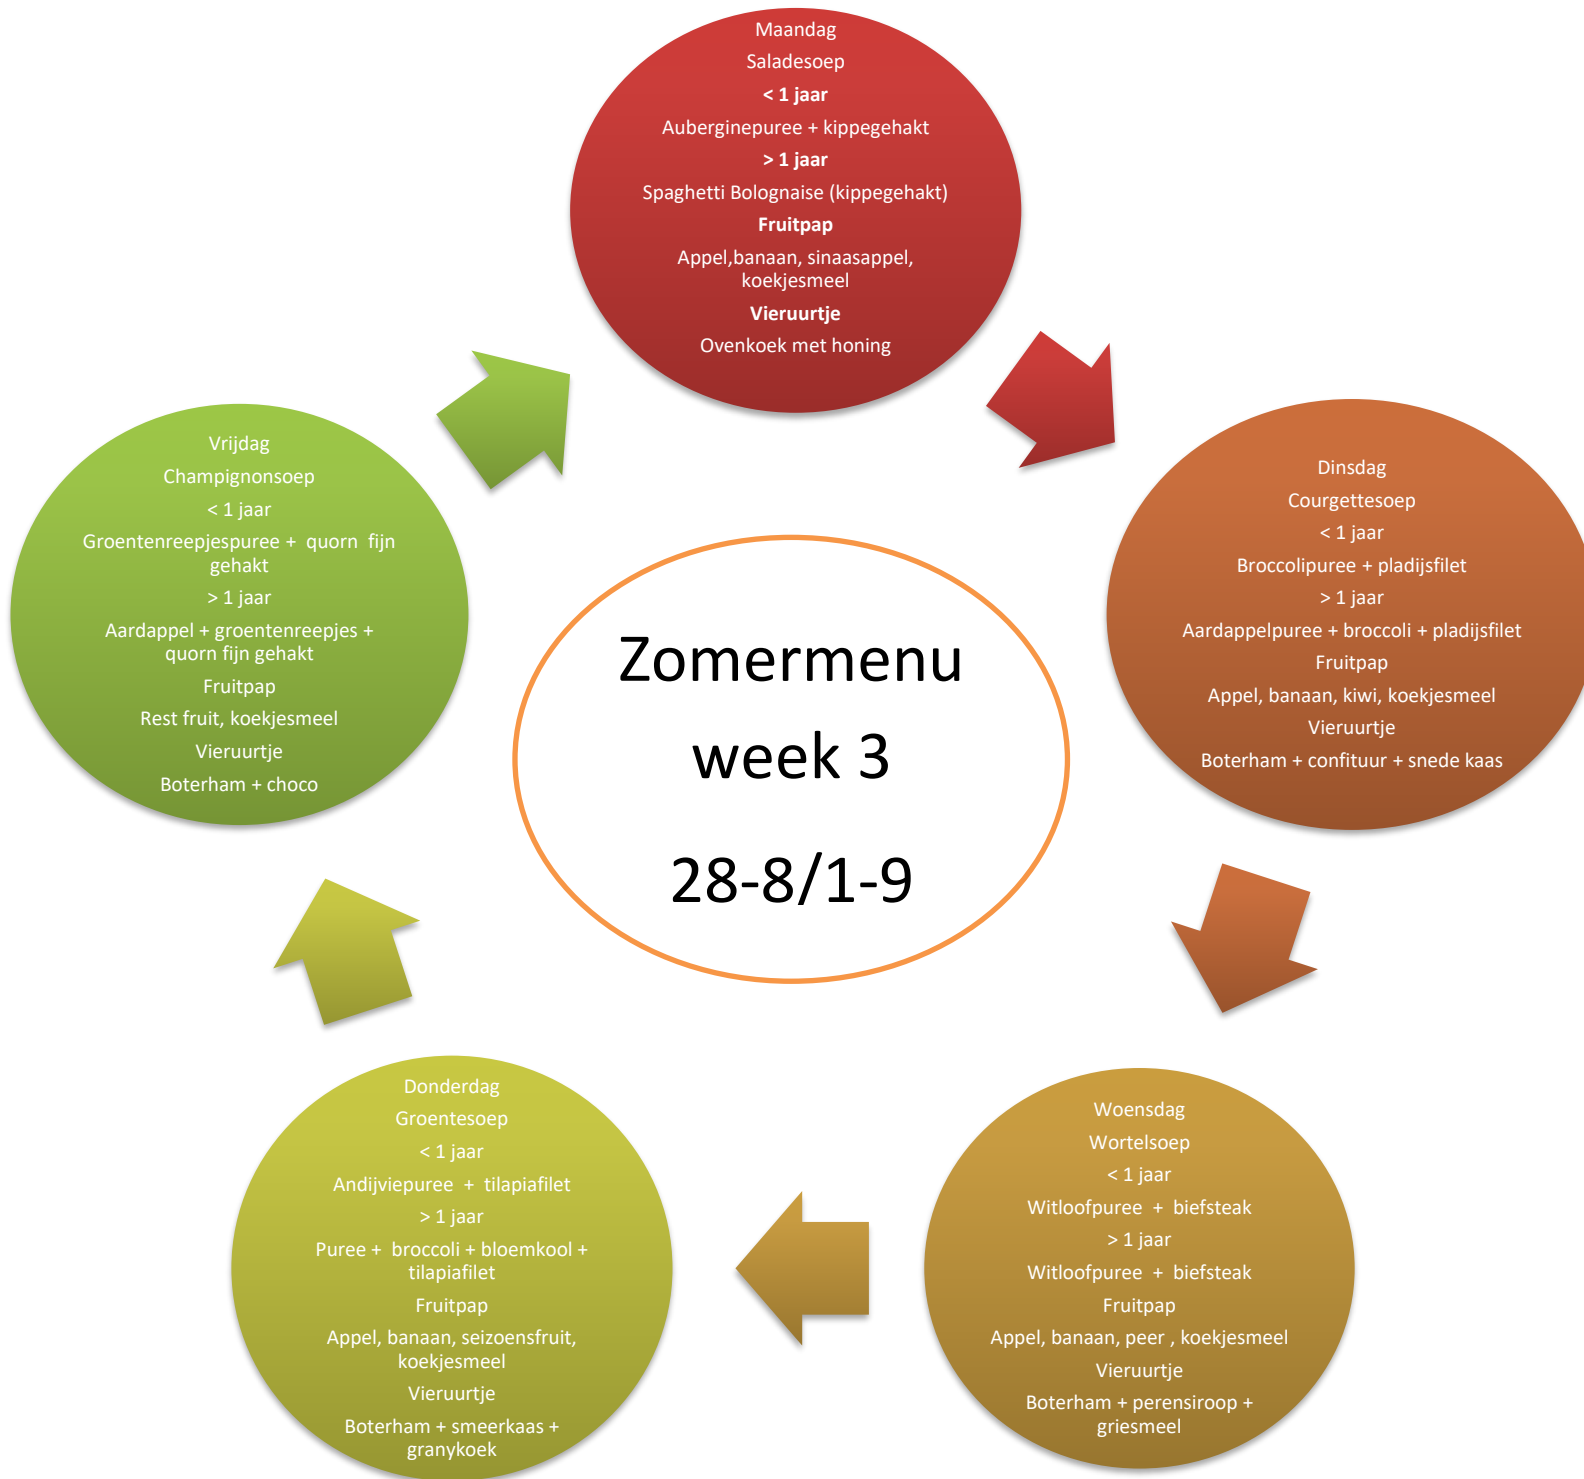 Maandag
Saladesoep
< 1 jaar
Auberginepuree + kippegehakt
> 1 jaar
Spaghetti Bolognaise (kippegehakt)
Fruitpap
Appel,banaan, sinaasappel,
koekjesmeel
Vieruurtje
Ovenkoek met honing
Dinsdag
Courgettesoep
< 1 jaar
Broccolipuree + pladijsfilet
> 1 jaar
Aardappelpuree + broccoli + pladijsfilet
Fruitpap
Appel, banaan, kiwi, koekjesmeel
Vieruurtje
Boterham + confituur + snede kaas
Woensdag
Wortelsoep
< 1 jaar
Witloofpuree + biefsteak
> 1 jaar
Witloofpuree + biefsteak
Fruitpap
Appel, banaan, peer , koekjesmeel
Vieruurtje
Boterham + perensiroop +
griesmeel
Donderdag
Groentesoep
< 1 jaar
Andijviepuree + tilapiafilet
> 1 jaar
Puree + broccoli + bloemkool +
tilapiafilet
Fruitpap
Appel, banaan, seizoensfruit,
koekjesmeel
Vieruurtje
Boterham + smeerkaas +
granykoek
Vrijdag
Champignonsoep
< 1 jaar
Groentenreepjespuree + quorn fijn
gehakt
> 1 jaar
Aardappel + groentenreepjes +
quorn fijn gehakt
Fruitpap
Rest fruit, koekjesmeel
Vieruurtje
Boterham + choco
Zomermenu
week 3
28-8/1-9